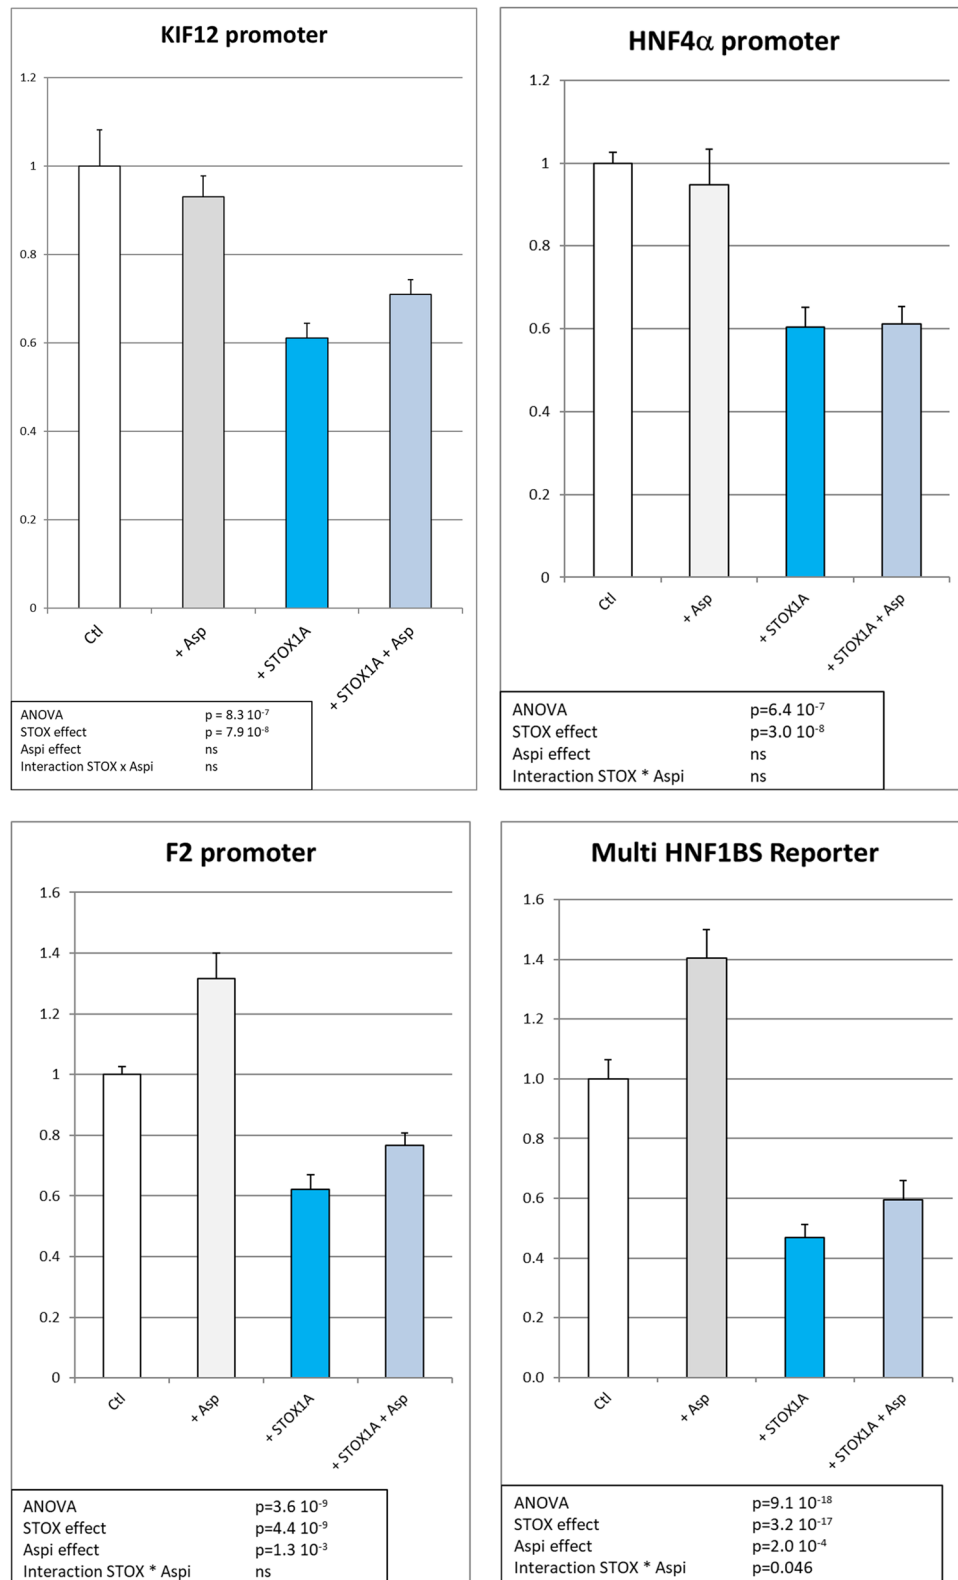 KIF12 promoter
1.2
1
0.8
0.6
0.4
0.2
0
Ctl
+ Asp
+ STOX1A
+ STOX1A + Asp
ANOVA p = 8.3 10⁻⁷
STOX effect p = 7.9 10⁻⁸
Aspi effect ns
Interaction STOX x Aspi ns
HNF4α promoter
1.2
1
0.8
0.6
0.4
0.2
0
Ctl
+ Asp
+ STOX1A
+ STOX1A + Asp
ANOVA p=6.4 10⁻⁷
STOX effect p=3.0 10⁻⁸
Aspi effect ns
Interaction STOX * Aspi ns
F2 promoter
1.6
1.4
1.2
1
0.8
0.6
0.4
0.2
0
Ctl
+ Asp
+ STOX1A
+ STOX1A + Asp
ANOVA p=3.6 10⁻⁹
STOX effect p=4.4 10⁻⁹
Aspi effect p=1.3 10⁻³
Interaction STOX * Aspi ns
Multi HNF1BS Reporter
1.6
1.4
1.2
1.0
0.8
0.6
0.4
0.2
0.0
Ctl
+ Asp
+ STOX1A
+ STOX1A + Asp
ANOVA p=9.1 10⁻¹⁸
STOX effect p=3.2 10⁻¹⁷
Aspi effect p=2.0 10⁻⁴
Interaction STOX * Aspi p=0.046